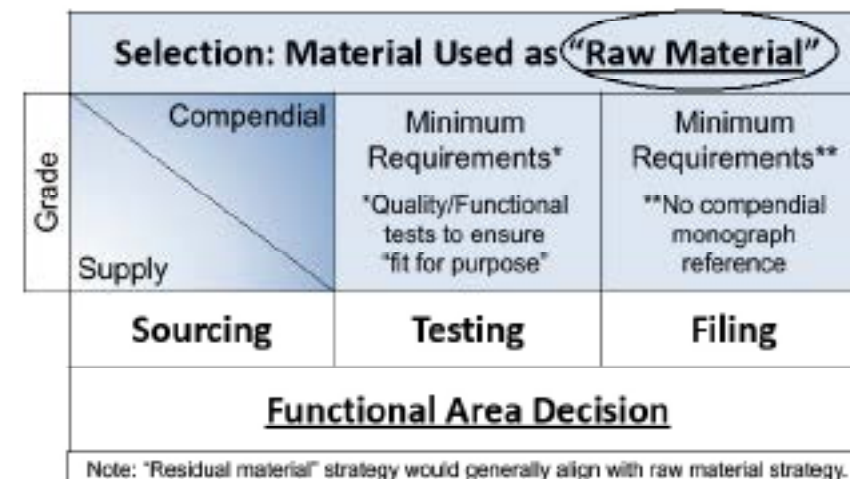 Selection: Material Used as “Raw Material”
Grade
Compendial
Supply
Minimum
Requirements*
*Quality/Functional
tests to ensure
“fit for purpose”
Minimum
Requirements**
**No compendial
monograph
reference
Sourcing
Testing
Filing
Functional Area Decision
Note: “Residual material” strategy would generally align with raw material strategy.